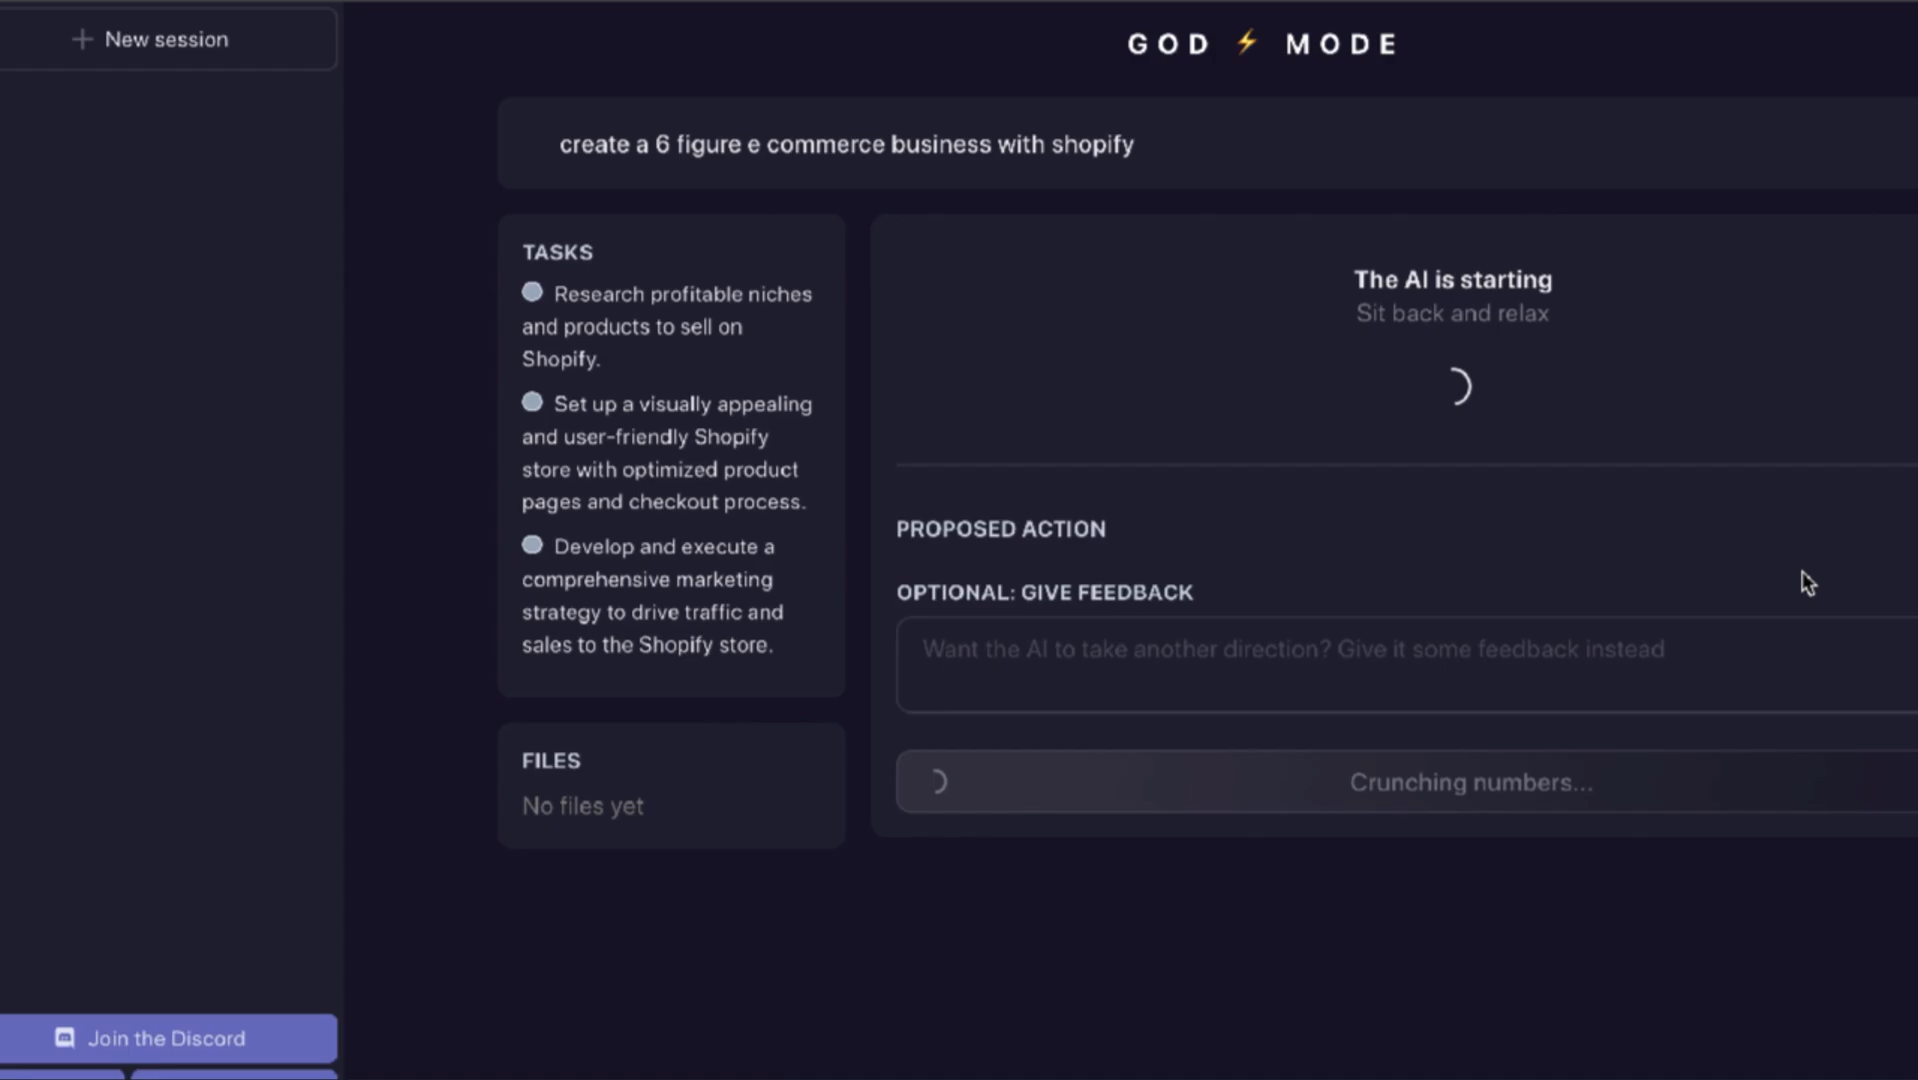 New session
GOD ⚡ MODE
create a 6 figure e commerce business with shopify
TASKS
Research profitable niches
and products to sell on
Shopify.
Set up a visually appealing
and user-friendly Shopify
store with optimized product
pages and checkout process.
Develop and execute a
comprehensive marketing
strategy to drive traffic and
sales to the Shopify store.
FILES
No files yet
The AI is starting
Sit back and relax
PROPOSED ACTION
OPTIONAL: GIVE FEEDBACK
Want the AI to take another direction? Give it some feedback instead
Crunching numbers...
Join the Discord